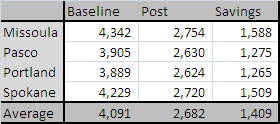 Baseline Post Savings
Missoula 4,342 2,754 1,588
Pasco 3,905 2,630 1,275
Portland 3,889 2,624 1,265
Spokane 4,229 2,720 1,509
Average 4,091 2,682 1,409